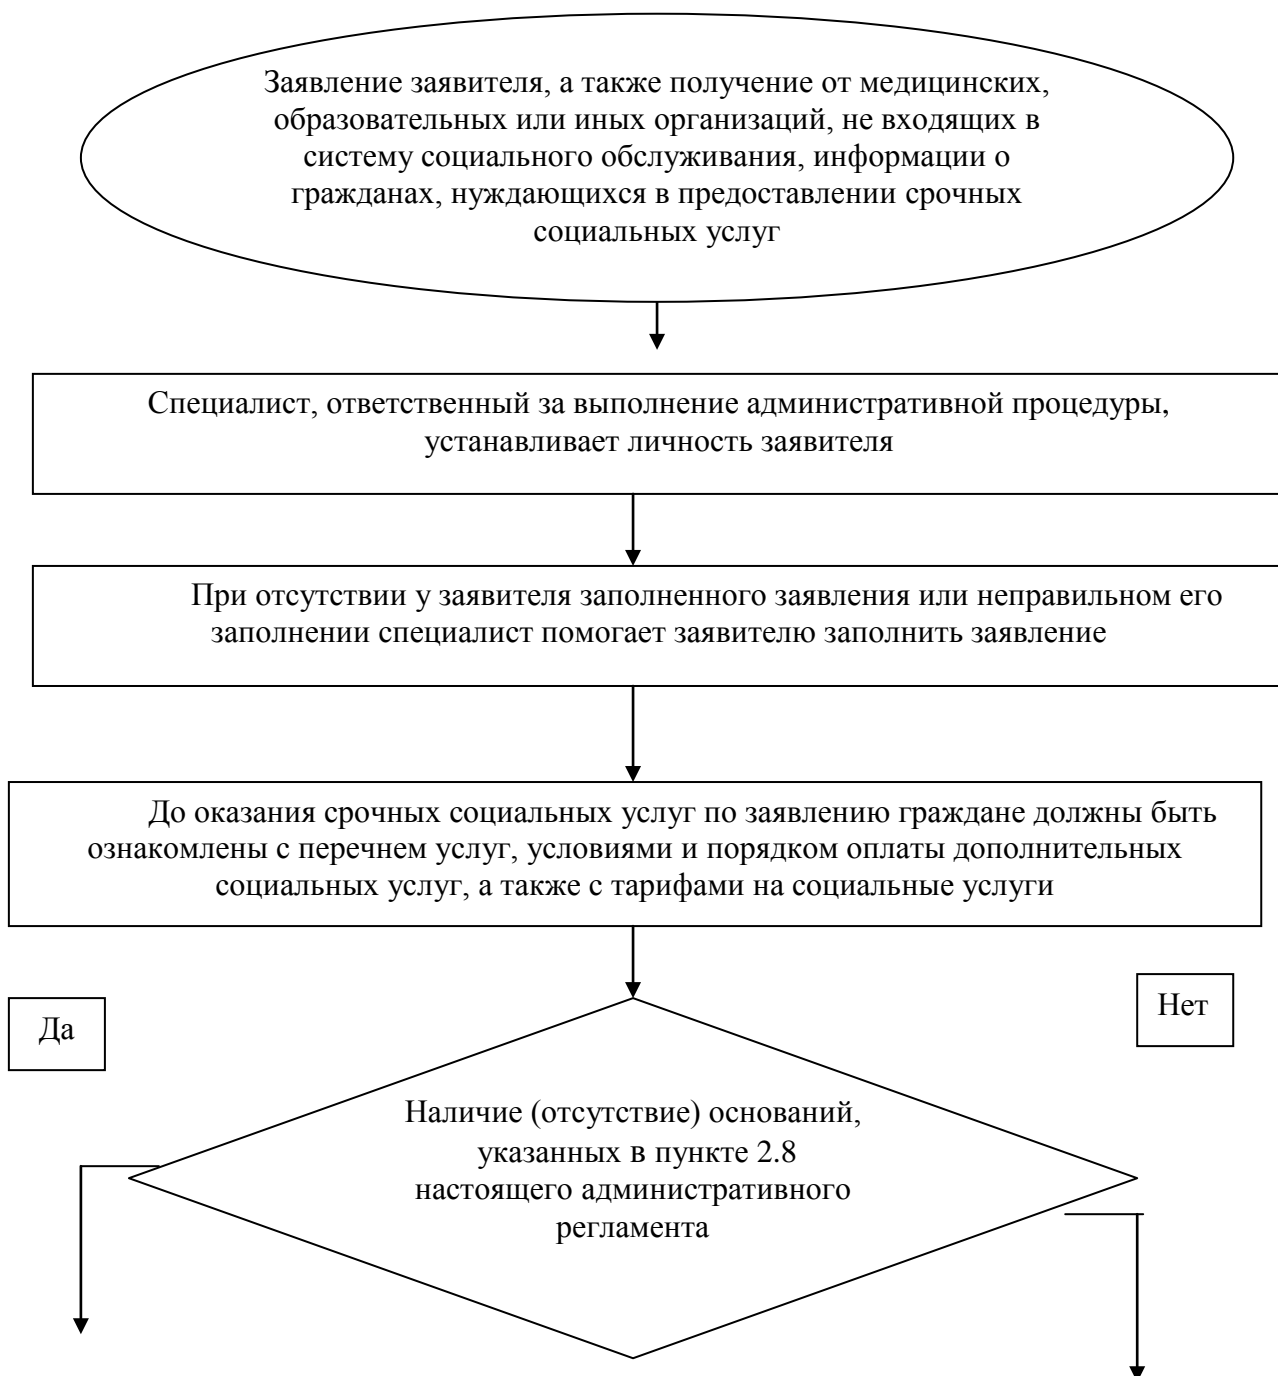 Заявление заявителя, а также получение от медицинских,
образовательных или иных организаций, не входящих в
систему социального обслуживания, информации о
гражданах, нуждающихся в предоставлении срочных
социальных услуг
Специалист, ответственный за выполнение административной процедуры,
устанавливает личность заявителя
При отсутствии у заявителя заполненного заявления или неправильном его
заполнении специалист помогает заявителю заполнить заявление
До оказания срочных социальных услуг по заявлению граждане должны быть
ознакомлены с перечнем услуг, условиями и порядком оплаты дополнительных
социальных услуг, а также с тарифами на социальные услуги
Да
Нет
Наличие (отсутствие) оснований,
указанных в пункте 2.8
настоящего административного
регламента